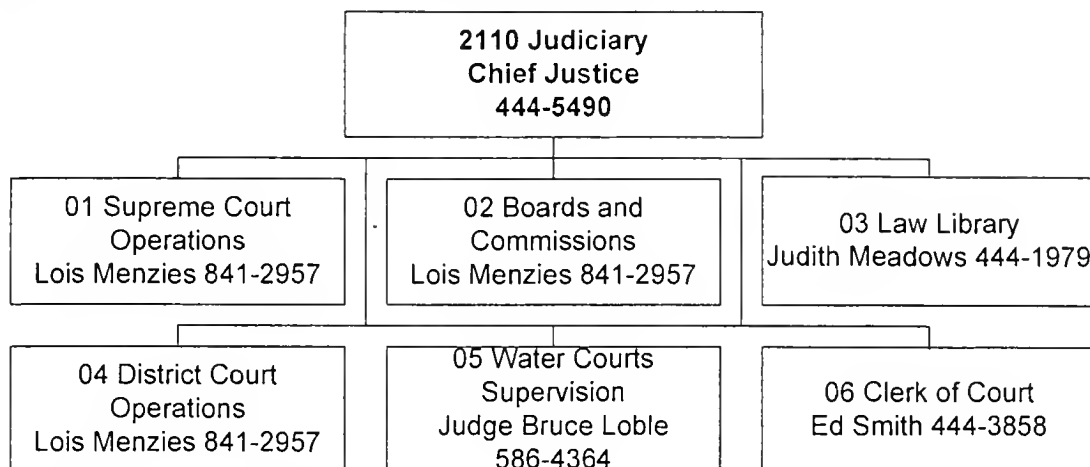 2110 Judiciary
Chief Justice
444-5490
01 Supreme Court
Operations
Lois Menzies 841-2957
02 Boards and
Commissions
Lois Menzies 841-2957
03 Law Library
Judith Meadows 444-1979
04 District Court
Operations
Lois Menzies 841-2957
05 Water Courts
Supervision
Judge Bruce Loble
586-4364
06 Clerk of Court
Ed Smith 444-3858